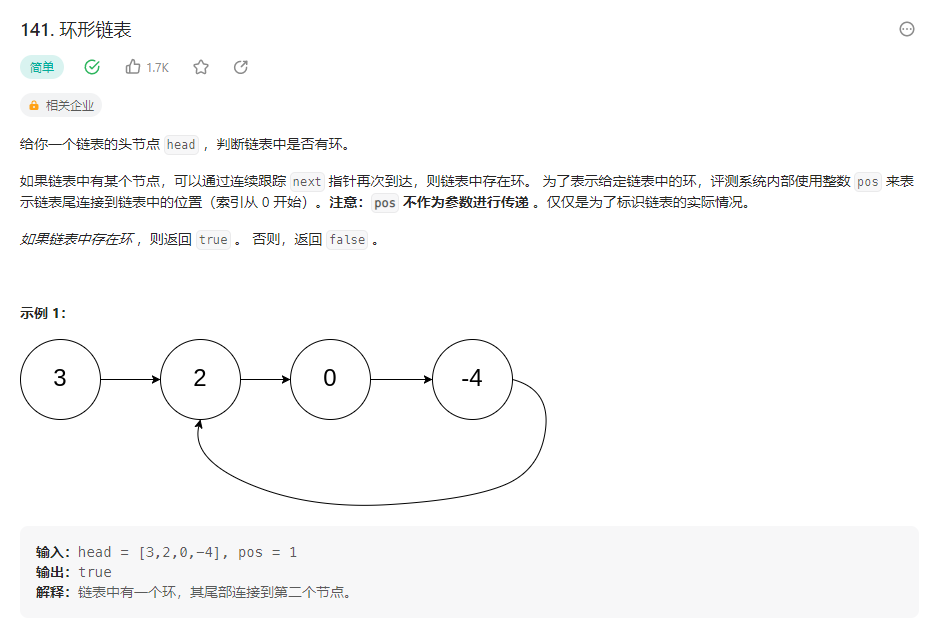 141. 环形链表
简单 1.7K
相关企业
给你一个链表的头节点 head ，判断链表中是否有环。
如果链表中有某个节点，可以通过连续跟踪 next 指针再次到达，则链表中存在环。 为了表示给定链表中的环，评测系统内部使用整数 pos 来表
示链表尾连接到链表中的位置（索引从 0 开始）。注意：pos 不作为参数进行传递 。仅仅是为了标识链表的实际情况。
如果链表中存在环 ，则返回 true 。 否则，返回 false 。
示例 1：
3 2 0 -4
输入：head = [3,2,0,-4], pos = 1
输出：true
解释：链表中有一个环，其尾部连接到第二个节点。